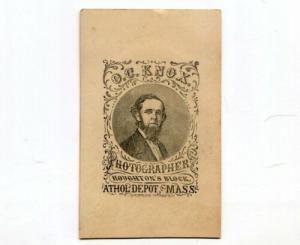 O.C. KNOX
PHOTOGRAPHER
HOUGHTON'S BLOCK,
ATHOL DEPOT, MASS.